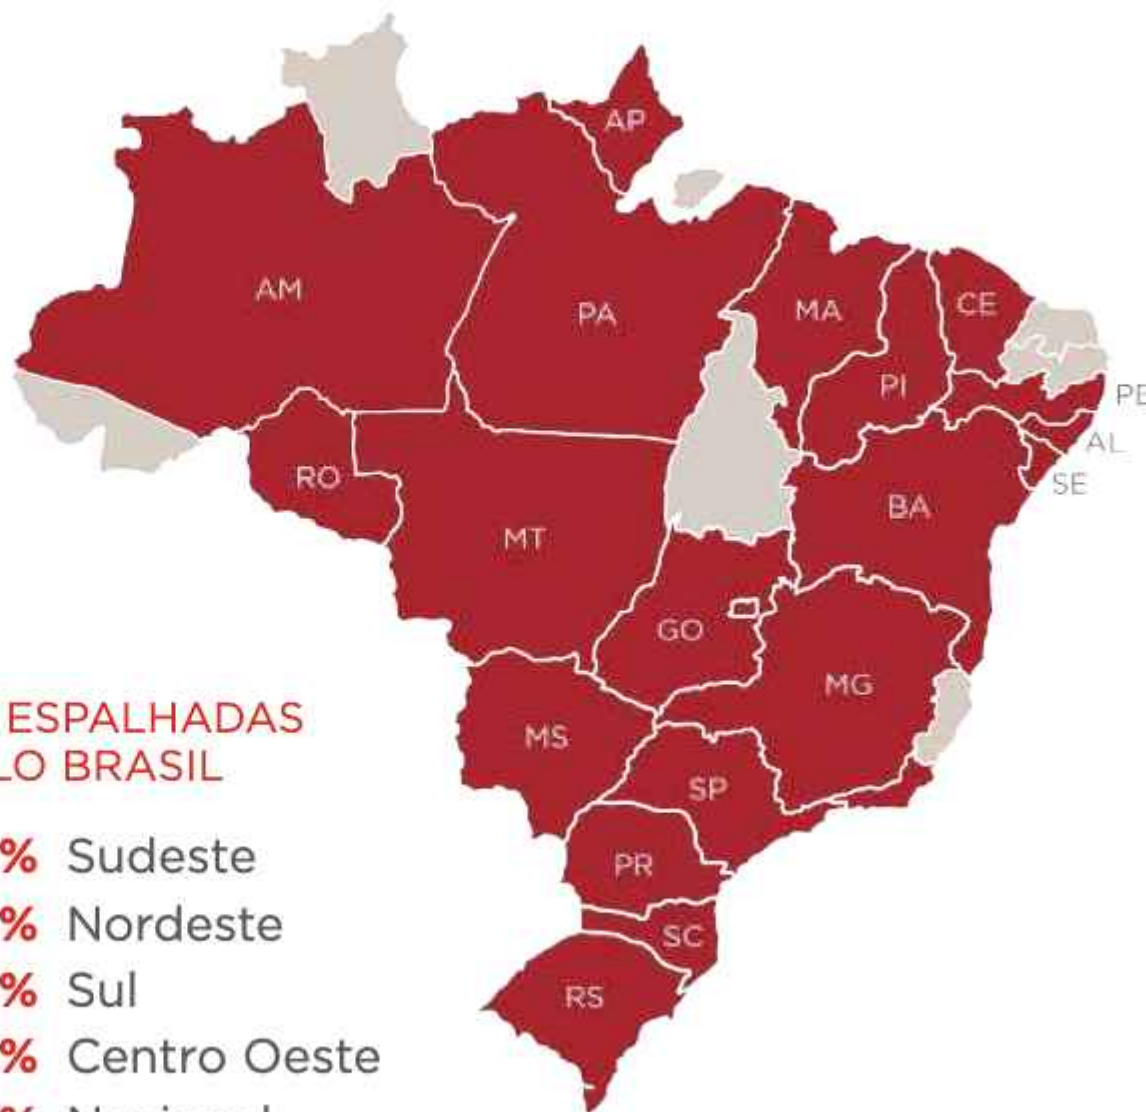 AP
AM
PA
MA
CE
PI
PE
AL
SE
RO
BA
MT
GO
MG
MS
SP
PR
SC
RS
ESPALHADAS
LO BRASIL
% Sudeste
% Nordeste
% Sul
% Centro Oeste
%